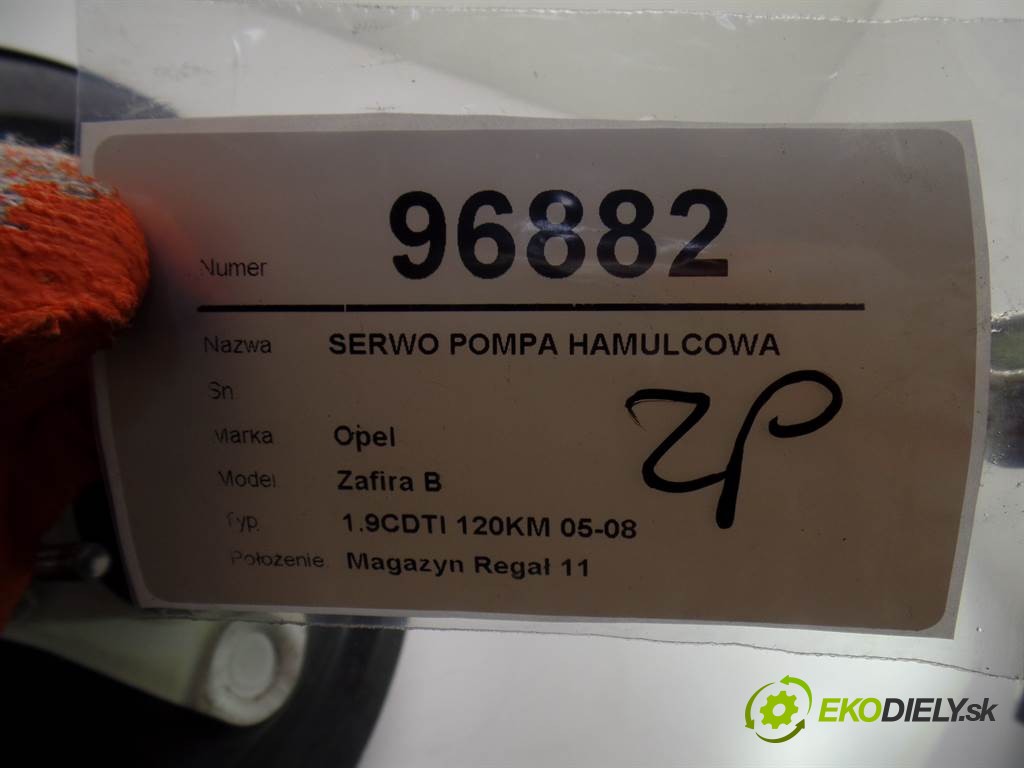 Numer 96882
Nazwa SERWO POMPA HAMULCOWA
Sn
Marka Opel
Model Zafira B
Typ 1.9CDTI 120KM 05-08
Położenie Magazyn Regał 11
ZP
EKODIELY.sk